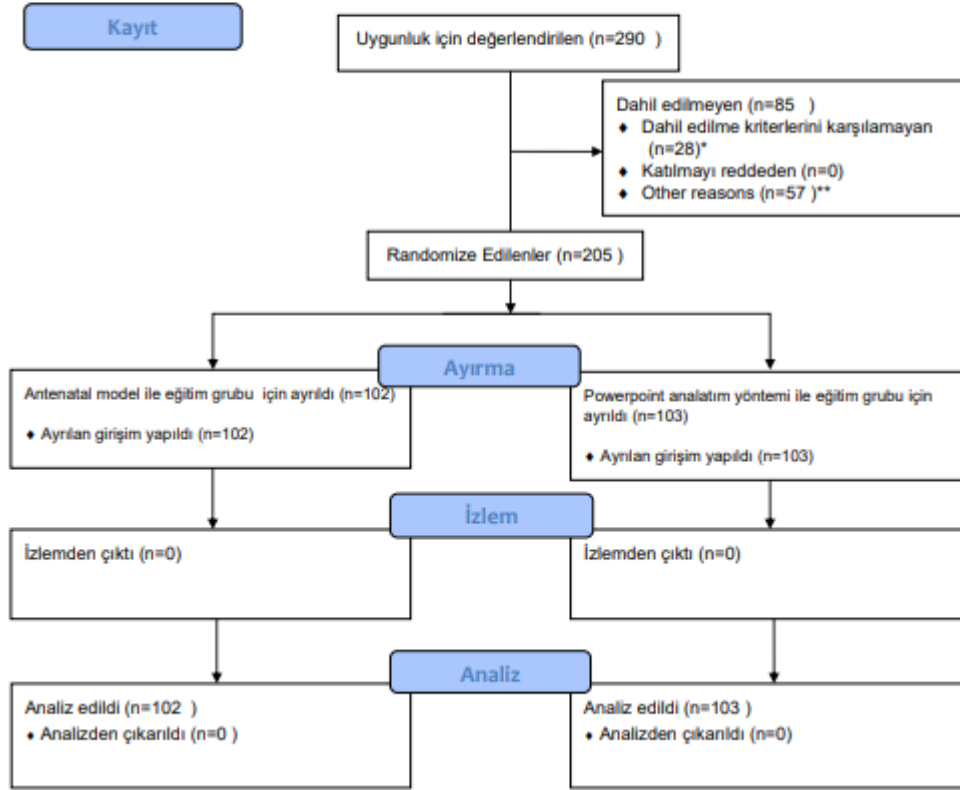 Kayıt
Uygunluk için değerlendirilen (n=290 )
Dahil edilmeyen (n=85 )
♦ Dahil edilme kriterlerini karşılamayan
(n=28)*
♦ Katılmayı reddeden (n=0)
♦ Other reasons (n=57 )**
Randomize Edilenler (n=205 )
Ayırma
Antenatal model ile eğitim grubu için ayrıldı (n=102)
♦ Ayrılan girişim yapıldı (n=102)
Powerpoint analatım yöntemi ile eğitim grubu için
ayrıldı (n=103)
♦ Ayrılan girişim yapıldı (n=103)
İzlem
İzlemden çıktı (n=0)
İzlemden çıktı (n=0)
Analiz
Analiz edildi (n=102 )
♦ Analizden çıkarıldı (n=0 )
Analiz edildi (n=103 )
♦ Analizden çıkarıldı (n=0)